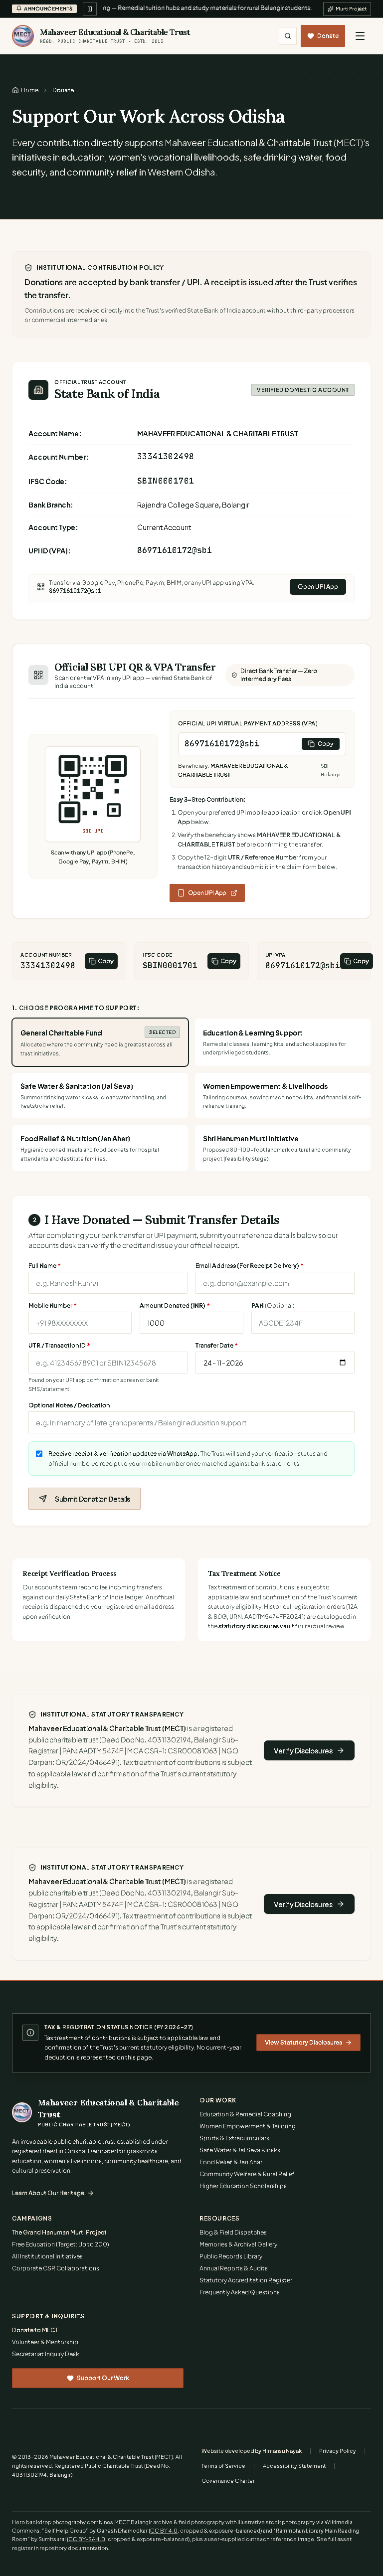 ANNOUNCEMENTS
ng — Remedial tuition hubs and study materials for rural Balangir students.
Murti Project
MECT
Mahaveer Educational & Charitable Trust
REGD. PUBLIC CHARITABLE TRUST • ESTD. 2013
Donate
Home > Donate
Support Our Work Across Odisha
Every contribution directly supports Mahaveer Educational & Charitable Trust (MECT)'s
initiatives in education, women's vocational livelihoods, safe drinking water, food
security, and community relief in Western Odisha.
INSTITUTIONAL CONTRIBUTION POLICY
Donations are accepted by bank transfer / UPI. A receipt is issued after the Trust verifies
the transfer.
Contributions are received directly into the Trust's verified State Bank of India account without third-party processors
or commercial intermediaries.
OFFICIAL TRUST ACCOUNT
State Bank of India
VERIFIED DOMESTIC ACCOUNT
Account Name: MAHAVEER EDUCATIONAL & CHARITABLE TRUST
Account Number: 33341302498
IFSC Code: SBIN0001701
Bank Branch: Rajendra College Square, Bolangir
Account Type: Current Account
UPI ID (VPA): 86971610172@sbi
Transfer via Google Pay, PhonePe, Paytm, BHIM, or any UPI app using VPA:
86971610172@sbi
Open UPI App
Official SBI UPI QR & VPA Transfer
Scan or enter VPA in any UPI app — verified State Bank of
India account
Direct Bank Transfer — Zero
Intermediary Fees
SBI UPI
Scan with any UPI app (PhonePe,
Google Pay, Paytm, BHIM)
OFFICIAL UPI VIRTUAL PAYMENT ADDRESS (VPA)
86971610172@sbi
Copy
Beneficiary: MAHAVEER EDUCATIONAL &
CHARITABLE TRUST
SBI
Bolangir
Easy 3-Step Contribution:
1. Open your preferred UPI mobile application or click Open UPI
App below.
2. Verify the beneficiary shows MAHAVEER EDUCATIONAL &
CHARITABLE TRUST before confirming the transfer.
3. Copy the 12-digit UTR / Reference Number from your
transaction history and submit it in the claim form below.
Open UPI App
ACCOUNT NUMBER
33341302498
Copy
IFSC CODE
SBIN0001701
Copy
UPI VPA
86971610172@sbi
Copy
1. CHOOSE PROGRAMME TO SUPPORT:
General Charitable Fund
SELECTED
Allocated where the community need is greatest across all
trust initiatives.
Education & Learning Support
Remedial classes, learning kits, and school supplies for
underprivileged students.
Safe Water & Sanitation (Jal Seva)
Summer drinking water kiosks, clean water handling, and
heatstroke relief.
Women Empowerment & Livelihoods
Tailoring courses, sewing machine toolkits, and financial self-
reliance training.
Food Relief & Nutrition (Jan Ahar)
Hygienic cooked meals and food packets for hospital
attendants and destitute families.
Shri Hanuman Murti Initiative
Proposed 80–100-foot landmark cultural and community
project (feasibility stage).
2 I Have Donated — Submit Transfer Details
After completing your bank transfer or UPI payment, submit your reference details below so our
accounts desk can verify the credit and issue your official receipt.
Full Name *
e.g. Ramesh Kumar
Email Address (For Receipt Delivery) *
e.g. donor@example.com
Mobile Number *
+91 98XXXXXXXX
Amount Donated (INR) *
1000
PAN (Optional)
ABCDE1234F
UTR / Transaction ID *
e.g. 412345678901 or SBIN12345678
Found on your UPI app confirmation screen or bank
SMS/statement.
Transfer Date *
24-11-2026
Optional Notes / Dedication
e.g. In memory of late grandparents / Balangir education support
Receive receipt & verification updates via WhatsApp. The Trust will send your verification status and
official numbered receipt to your mobile number once matched against bank statements.
Submit Donation Details
Receipt Verification Process
Our accounts team reconciles incoming transfers
against our daily State Bank of India ledger. An official
receipt is dispatched to your registered email address
upon verification.
Tax Treatment Notice
Tax treatment of contributions is subject to
applicable law and confirmation of the Trust's current
statutory eligibility. Historical registration orders (12A
& 80G, URN: AADTM5474FF20241) are catalogued in
the statutory disclosures vault for factual review.
INSTITUTIONAL STATUTORY TRANSPARENCY
Mahaveer Educational & Charitable Trust (MECT) is a registered
public charitable trust (Deed Doc No. 40311302194, Balangir Sub-
Registrar | PAN: AADTM5474F | MCA CSR-1: CSR00081063 | NGO
Darpan: OR/2024/0466491). Tax treatment of contributions is subject
to applicable law and confirmation of the Trust's current statutory
eligibility.
Verify Disclosures
INSTITUTIONAL STATUTORY TRANSPARENCY
Mahaveer Educational & Charitable Trust (MECT) is a registered
public charitable trust (Deed Doc No. 40311302194, Balangir Sub-
Registrar | PAN: AADTM5474F | MCA CSR-1: CSR00081063 | NGO
Darpan: OR/2024/0466491). Tax treatment of contributions is subject
to applicable law and confirmation of the Trust's current statutory
eligibility.
Verify Disclosures
TAX & REGISTRATION STATUS NOTICE (FY 2026-27)
Tax treatment of contributions is subject to applicable law and
confirmation of the Trust's current statutory eligibility. No current-year
deduction is represented on this page.
View Statutory Disclosures
MECT
Mahaveer Educational & Charitable
Trust
PUBLIC CHARITABLE TRUST (MECT)
An irrevocable public charitable trust established under
registered deed in Odisha. Dedicated to grassroots
education, women's livelihoods, community healthcare, and
cultural preservation.
Learn About Our Heritage
OUR WORK
Education & Remedial Coaching
Women Empowerment & Tailoring
Sports & Extracurriculars
Safe Water & Jal Seva Kiosks
Food Relief & Jan Ahar
Community Welfare & Rural Relief
Higher Education Scholarships
CAMPAIGNS
The Grand Hanuman Murti Project
Free Education (Target: Up to 200)
All Institutional Initiatives
Corporate CSR Collaborations
RESOURCES
Blog & Field Dispatches
Memories & Archival Gallery
Public Records Library
Annual Reports & Audits
Statutory Accreditation Register
Frequently Asked Questions
SUPPORT & INQUIRIES
Donate to MECT
Volunteer & Mentorship
Secretariat Inquiry Desk
Support Our Work
© 2013–2026 Mahaveer Educational & Charitable Trust (MECT). All
rights reserved. Registered Public Charitable Trust (Deed No.
40311302194, Balangir).
Website developed by Himansu Nayak | Privacy Policy |
Terms of Service | Accessibility Statement |
Governance Charter
Hero backdrop photography combines MECT Balangir archive & field photography with illustrative stock photography via Wikimedia
Commons: "Self Help Group" by Ganesh Dhamodkar (CC BY 4.0, cropped & exposure-balanced) and "Rammohun Library Main Reading
Room" by Sumitsurai (CC BY-SA 4.0, cropped & exposure-balanced), plus a user-supplied outreach reference image. See full asset
register in repository documentation.